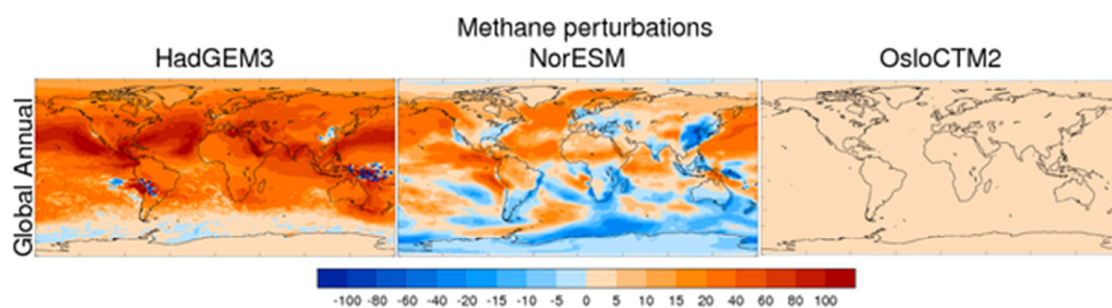 Methane perturbations
HadGEM3 NorESM OsloCTM2
Global Annual
-100 -80 -60 -40 -20 -15 -10 -5 0 5 10 15 20 40 60 80 100